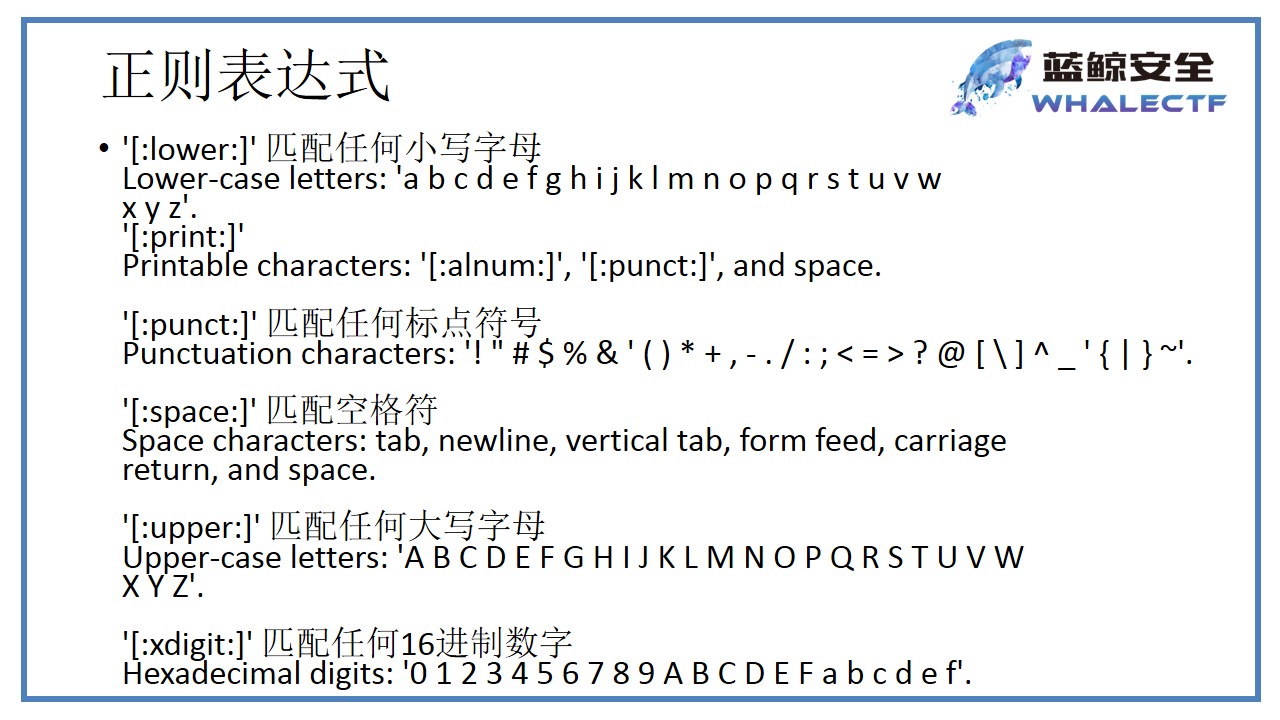 正则表达式
蓝鲸安全
WHALECTF
• '[:lower:]' 匹配任何小写字母
Lower-case letters: 'a b c d e f g h i j k l m n o p q r s t u v w
x y z'.
'[:print:]'
Printable characters: '[:alnum:]', '[:punct:]', and space.
'[:punct:]' 匹配任何标点符号
Punctuation characters: '! " # $ % & ' ( ) * + , - . / : ; < = > ? @ [ \ ] ^ _ ' { | } ~'.
'[:space:]' 匹配空格符
Space characters: tab, newline, vertical tab, form feed, carriage
return, and space.
'[:upper:]' 匹配任何大写字母
Upper-case letters: 'A B C D E F G H I J K L M N O P Q R S T U V W
X Y Z'.
'[:xdigit:]' 匹配任何16进制数字
Hexadecimal digits: '0 1 2 3 4 5 6 7 8 9 A B C D E F a b c d e f'.